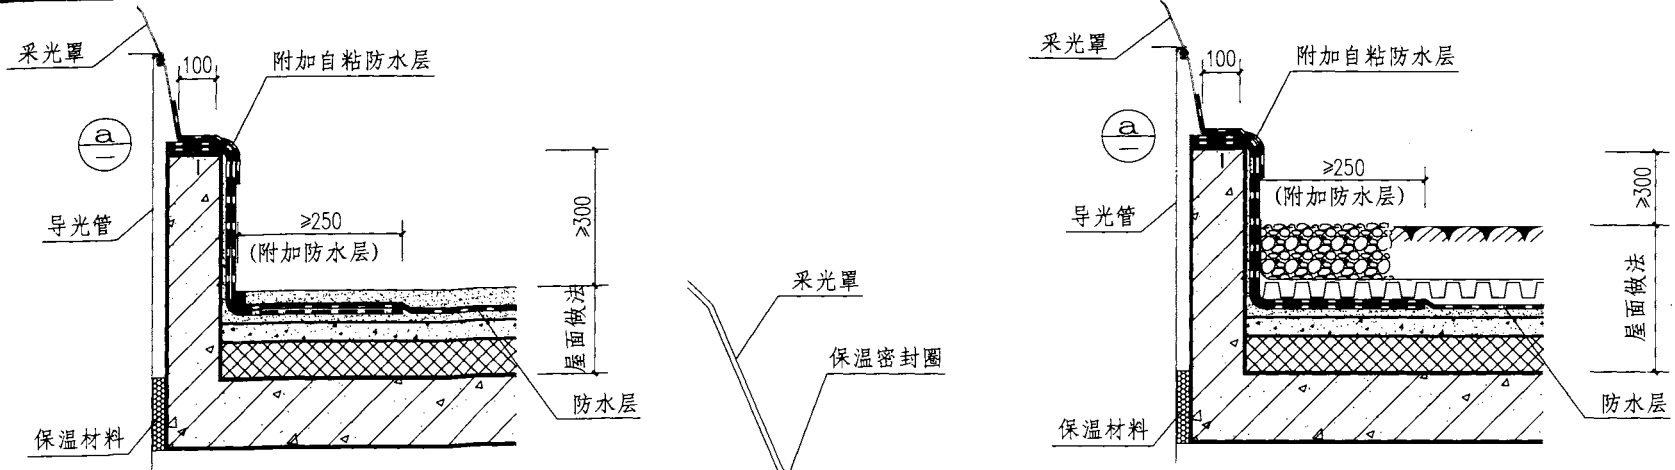 采光罩
100
附加自粘防水层
a
导光管
≥250
(附加防水层)
≥300
屋面做法
防水层
保温材料
采光罩
保温密封圈
采光罩
100
附加自粘防水层
a
导光管
≥250
(附加防水层)
≥300
屋面做法
防水层
保温材料